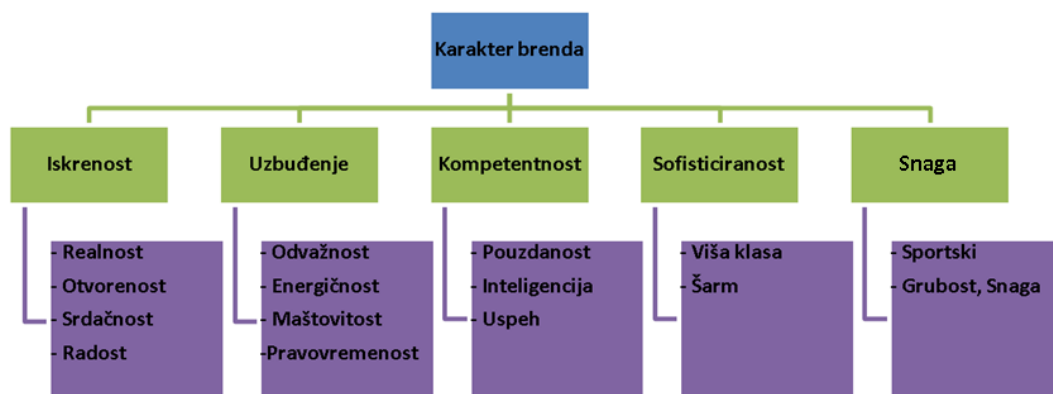 Karakter brenda
Iskrenost
- Realnost
- Otvorenost
- Srdačnost
- Radost
Uzbuđenje
- Odvažnost
- Energičnost
- Maštovitost
-Pravovremenost
Kompetentnost
- Pouzdanost
- Inteligencija
- Uspeh
Sofisticiranost
- Viša klasa
- Šarm
Snaga
- Sportski
- Grubost, Snaga